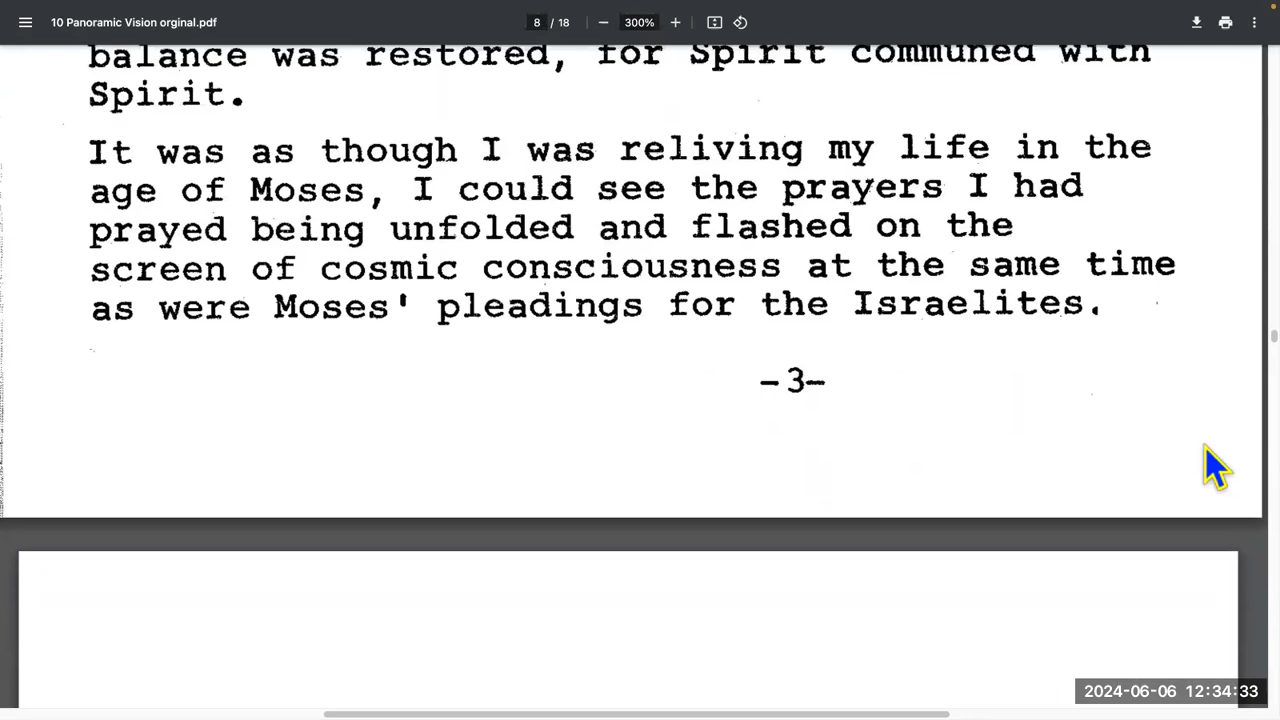 10 Panoramic Vision orginal.pdf
8 / 18
300%
balance was restored, for Spirit communed with
Spirit.
It was as though I was reliving my life in the
age of Moses, I could see the prayers I had
prayed being unfolded and flashed on the
screen of cosmic consciousness at the same time
as were Moses' pleadings for the Israelites.
-3-
2024-06-06 12:34:33